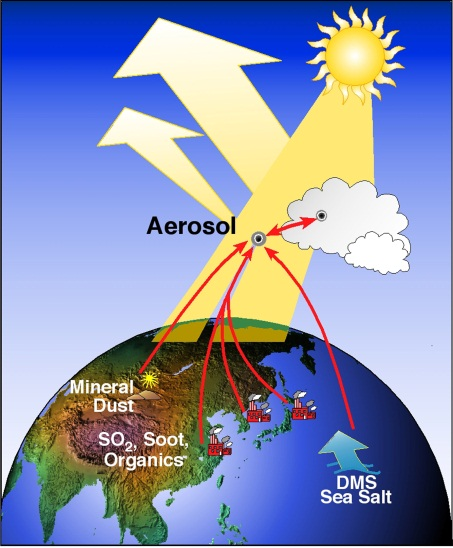 Aerosol
Mineral
Dust
SO₂, Soot,
Organics
DMS
Sea Salt